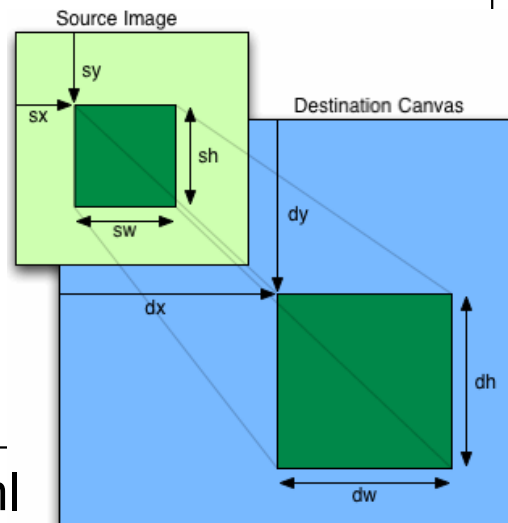 Source Image
sy
sx
Destination Canvas
sh
sw
dy
dx
dh
dw